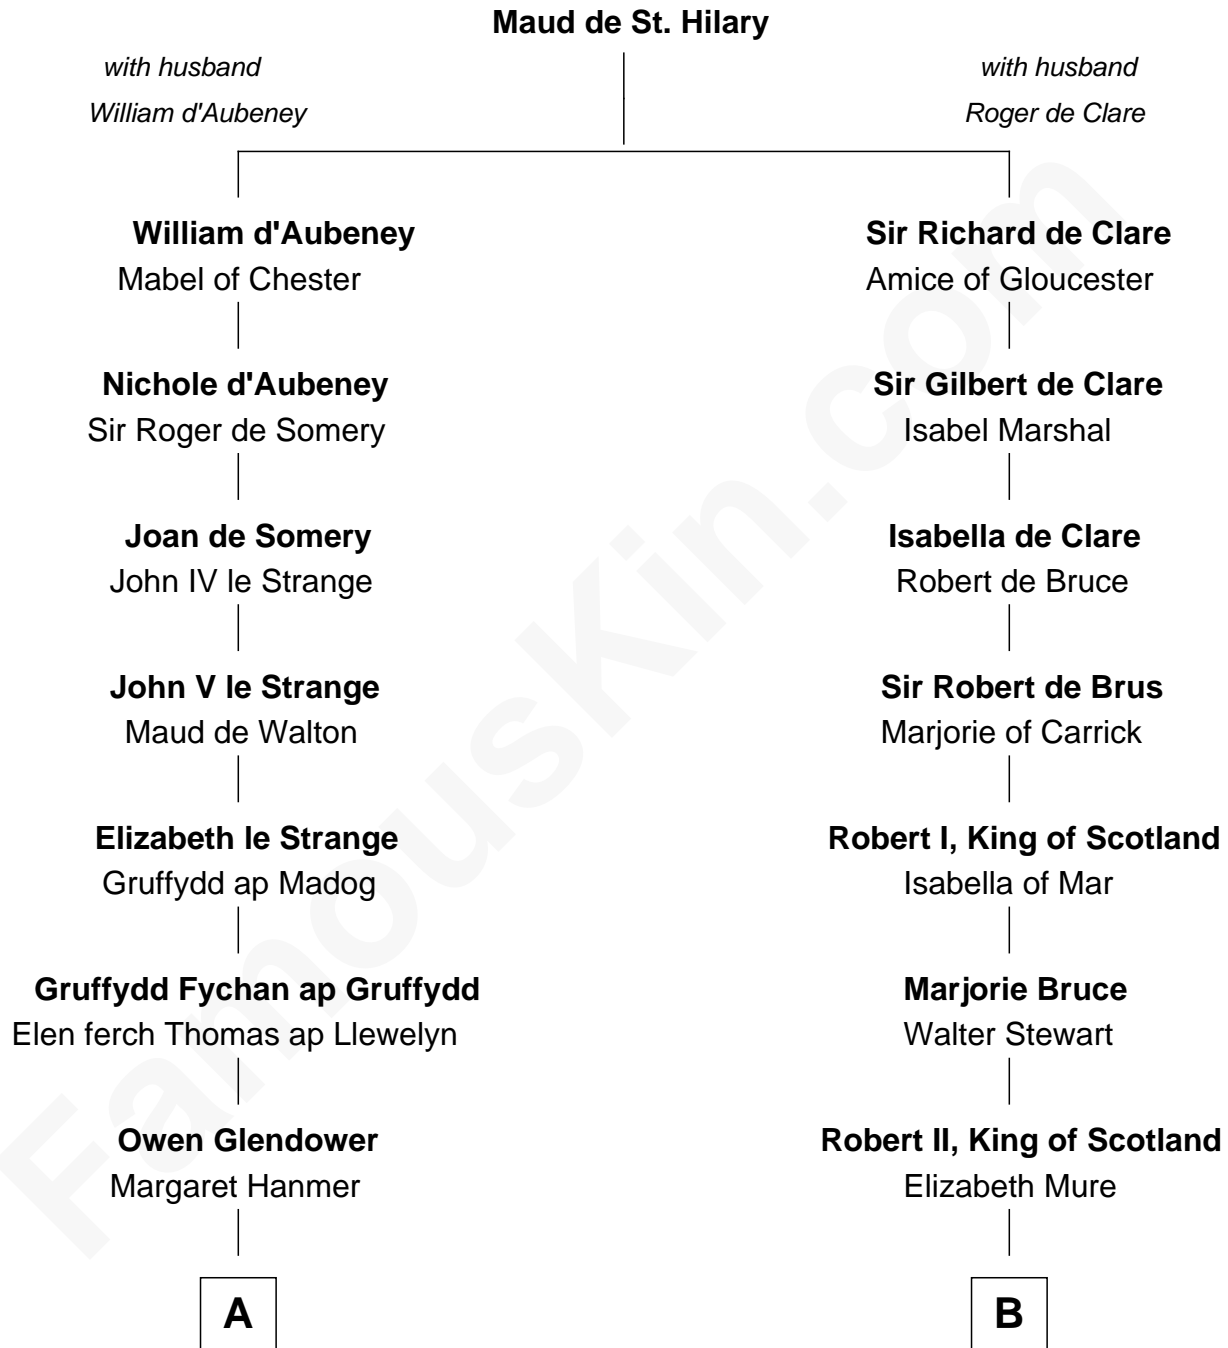 Maud de St. Hilary
with husband
William d'Aubeney
with husband
Roger de Clare
William d'Aubeney
Mabel of Chester
Nichole d'Aubeney
Sir Roger de Somery
Joan de Somery
John IV le Strange
John V le Strange
Maud de Walton
Elizabeth le Strange
Gruffydd ap Madog
Gruffydd Fychan ap Gruffydd
Elen ferch Thomas ap Llewelyn
Owen Glendower
Margaret Hanmer
A
Sir Richard de Clare
Amice of Gloucester
Sir Gilbert de Clare
Isabel Marshal
Isabella de Clare
Robert de Bruce
Sir Robert de Brus
Marjorie of Carrick
Robert I, King of Scotland
Isabella of Mar
Marjorie Bruce
Walter Stewart
Robert II, King of Scotland
Elizabeth Mure
B
FamousKin.com